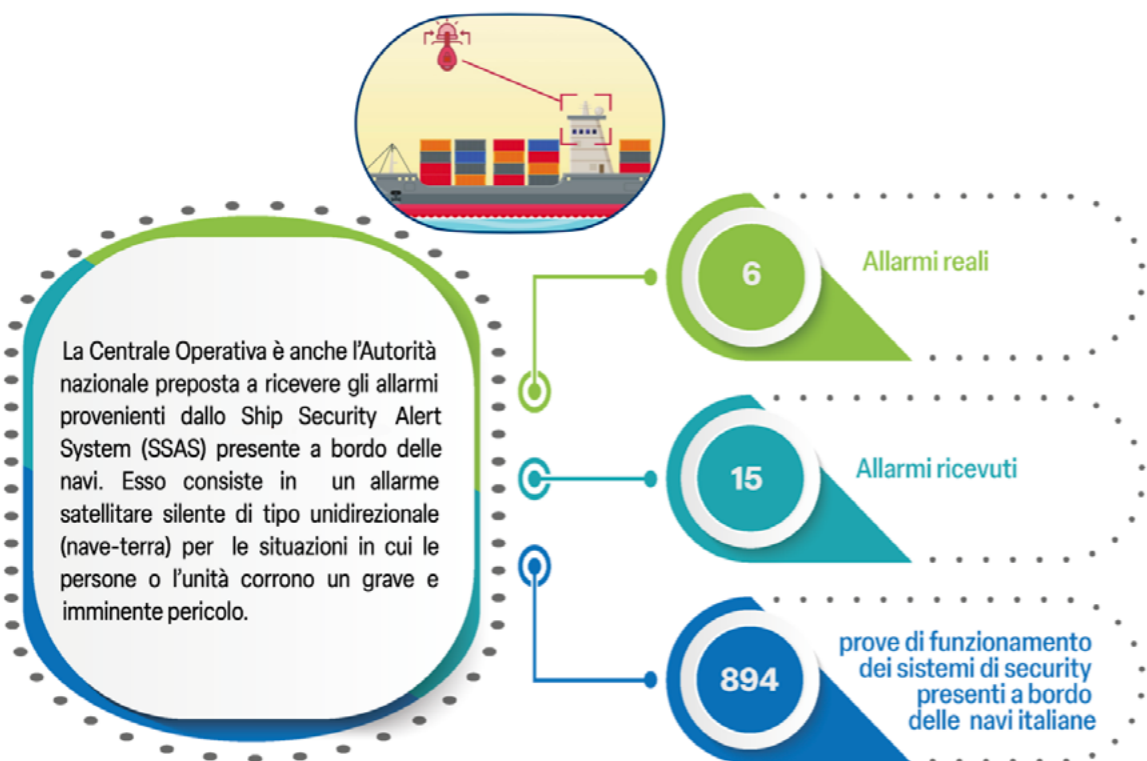 La Centrale Operativa è anche l'Autorità
nazionale preposta a ricevere gli allarmi
provenienti dallo Ship Security Alert
System (SSAS) presente a bordo delle
navi. Esso consiste in un allarme
satellitare silente di tipo unidirezionale
(nave-terra) per le situazioni in cui le
persone o l'unità corrono un grave e
imminente pericolo.
6
Allarmi reali
15
Allarmi ricevuti
894
prove di funzionamento
dei sistemi di security
presenti a bordo
delle navi italiane